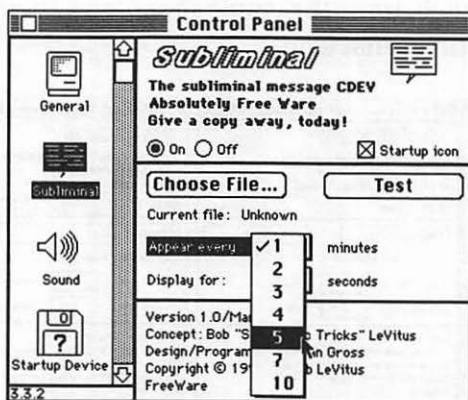 Control Panel
General
Subliminal
Sound
Startup Device
3.3.2
Subliminal
The subliminal message CDEV
Absolutely Free Ware
Give a copy away, today!
On Off Startup icon
Choose File... Test
Current file: Unknown
Appear every ✓1 minutes
2
Display for: seconds
3
4
Version 1.0/Ma
Concept: Bob "S 5 Tricks" LeVitus
Design/Program Gross
7
Copyright © 19 LeVitus
FreeWare 10